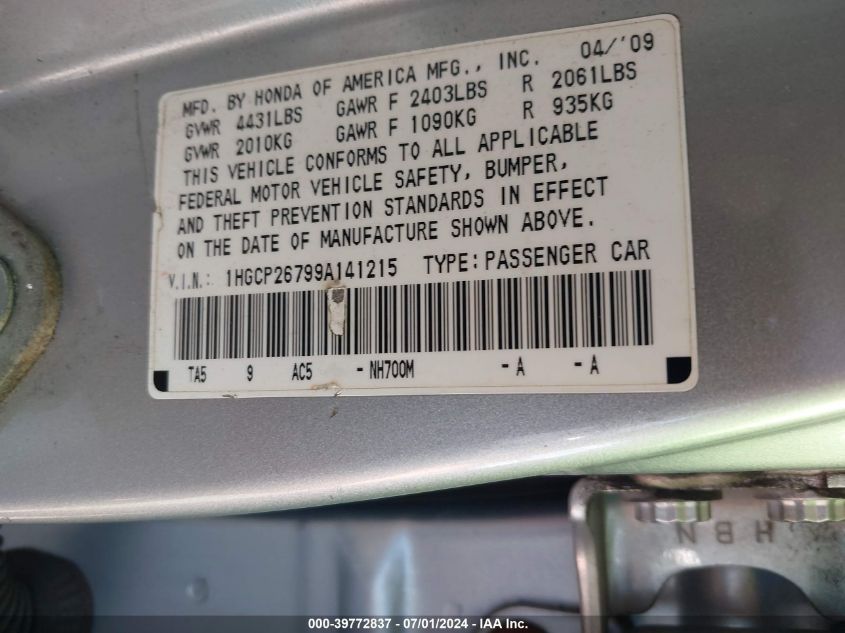 MFD. BY HONDA OF AMERICA MFG., INC. 04/'09
GVWR 4431LBS GAWR F 2403LBS R 2061LBS
GVWR 2010KG GAWR F 1090KG R 935KG
THIS VEHICLE CONFORMS TO ALL APPLICABLE
FEDERAL MOTOR VEHICLE SAFETY, BUMPER,
AND THEFT PREVENTION STANDARDS IN EFFECT
ON THE DATE OF MANUFACTURE SHOWN ABOVE.
V.I.N.: 1HGCP26799A141215 TYPE:PASSENGER CAR
TA5 9 AC5 -NH700M -A -A
HBN
000-39772837 - 07/01/2024 - IAA Inc.